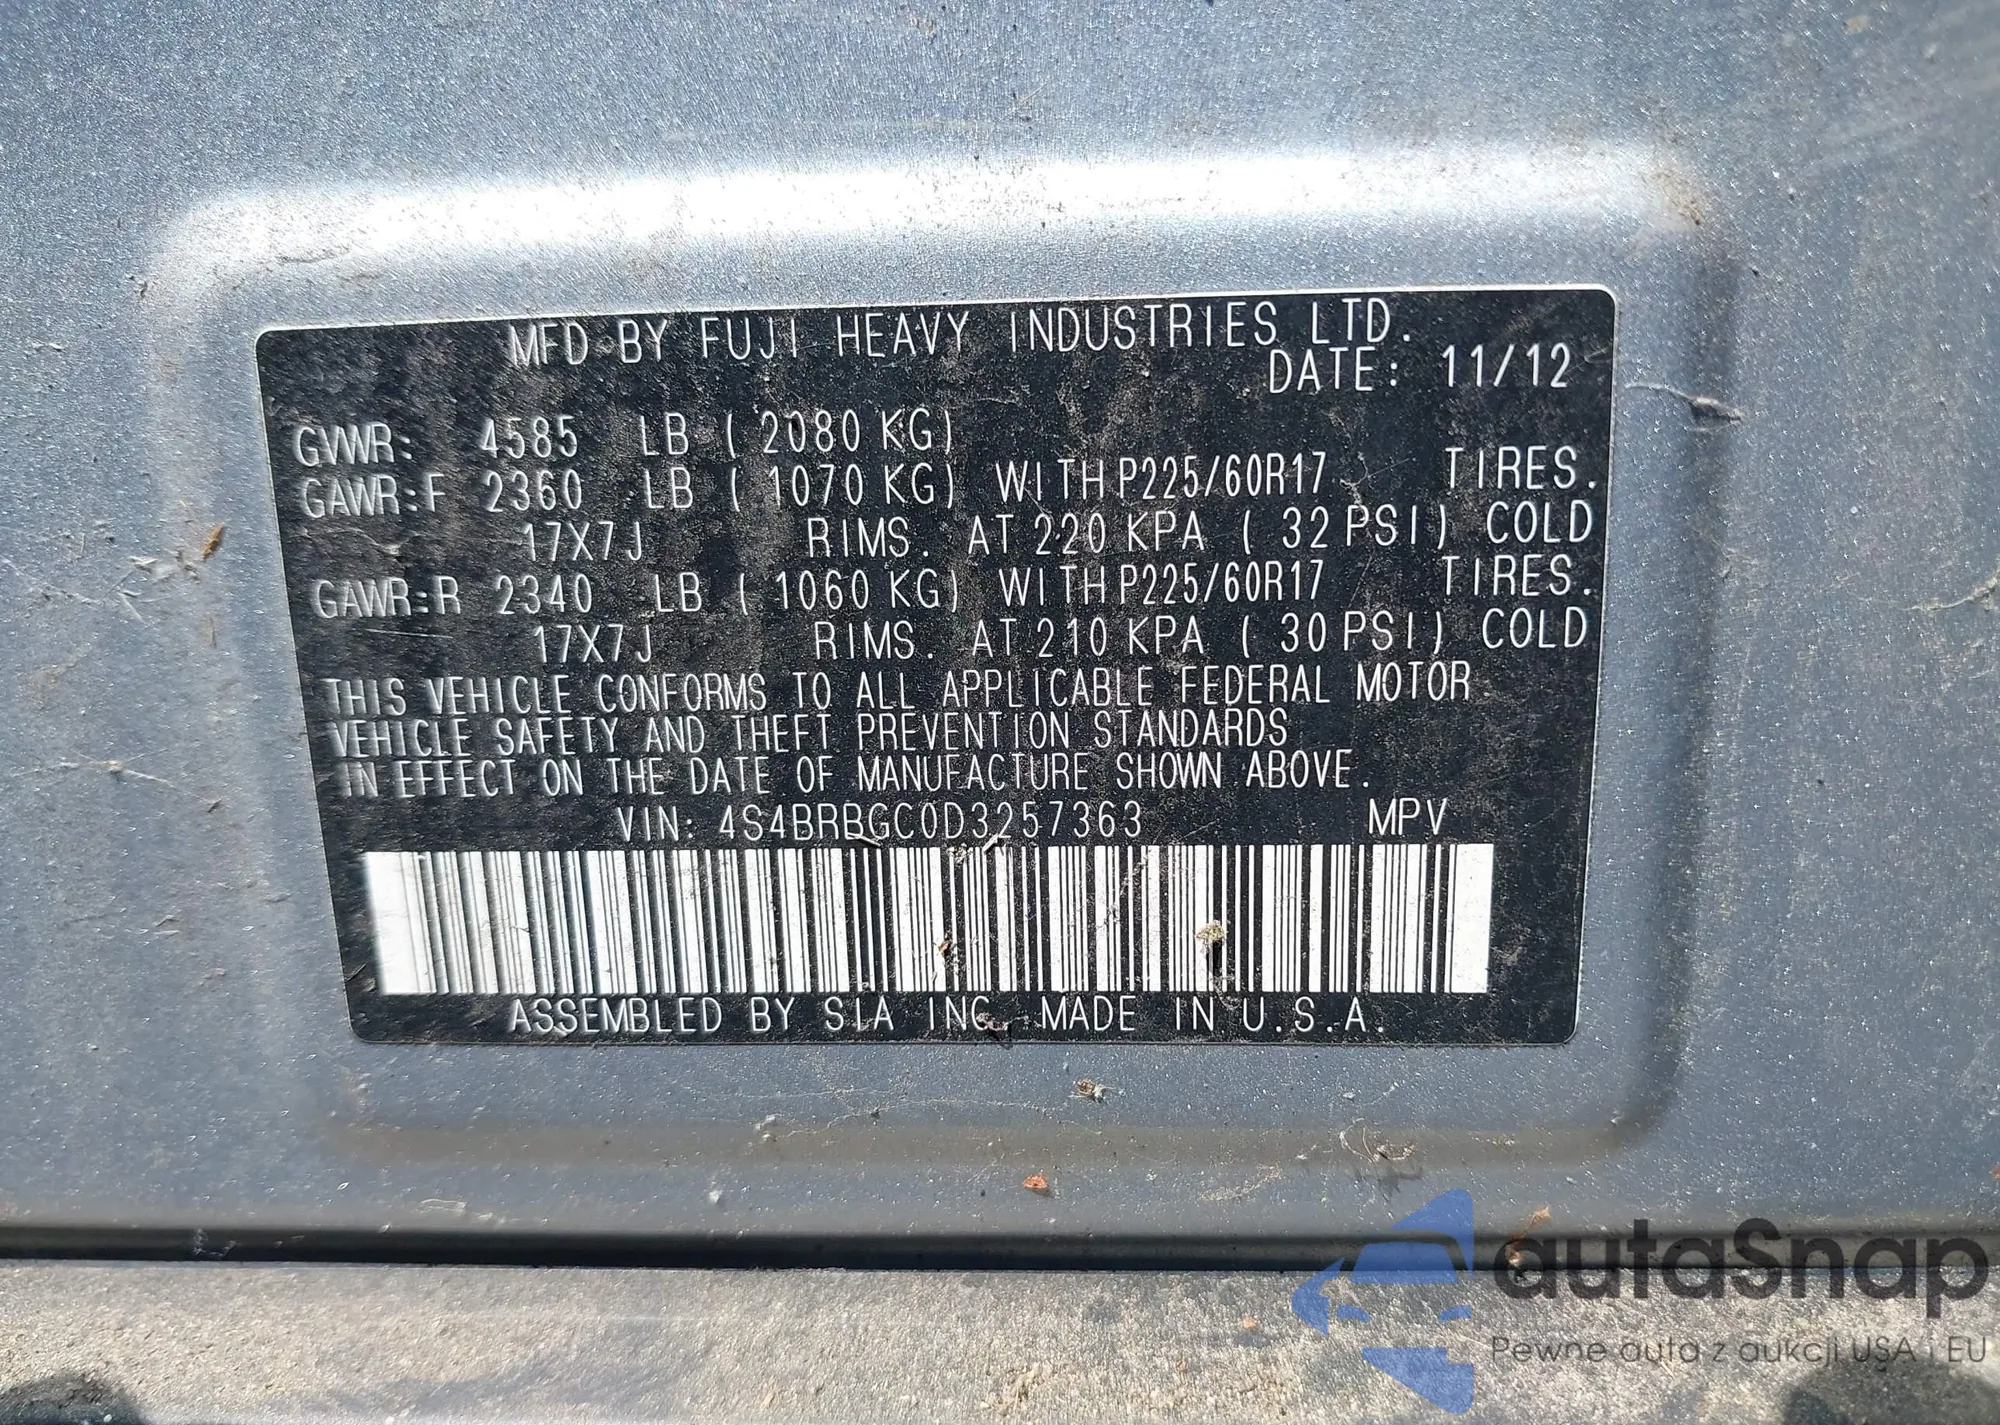 MFD BY FUJI HEAVY INDUSTRIES LTD.
DATE: 11/12
GVWR: 4585 LB ( 2080 KG)
GAWR:F 2360 LB ( 1070 KG) WITH P225/60R17 TIRES.
17X7J RIMS. AT 220 KPA ( 32 PSI) COLD
GAWR:R 2340 LB ( 1060 KG) WITH P225/60R17 TIRES.
17X7J RIMS. AT 210 KPA ( 30 PSI) COLD
THIS VEHICLE CONFORMS TO ALL APPLICABLE FEDERAL MOTOR
VEHICLE SAFETY AND THEFT PREVENTION STANDARDS
IN EFFECT ON THE DATE OF MANUFACTURE SHOWN ABOVE.
VIN: 4S4BRBGC0D3257363 MPV
ASSEMBLED BY SIA INC. MADE IN U.S.A.
autaSnap
Pewne auta z aukcji USA i EU